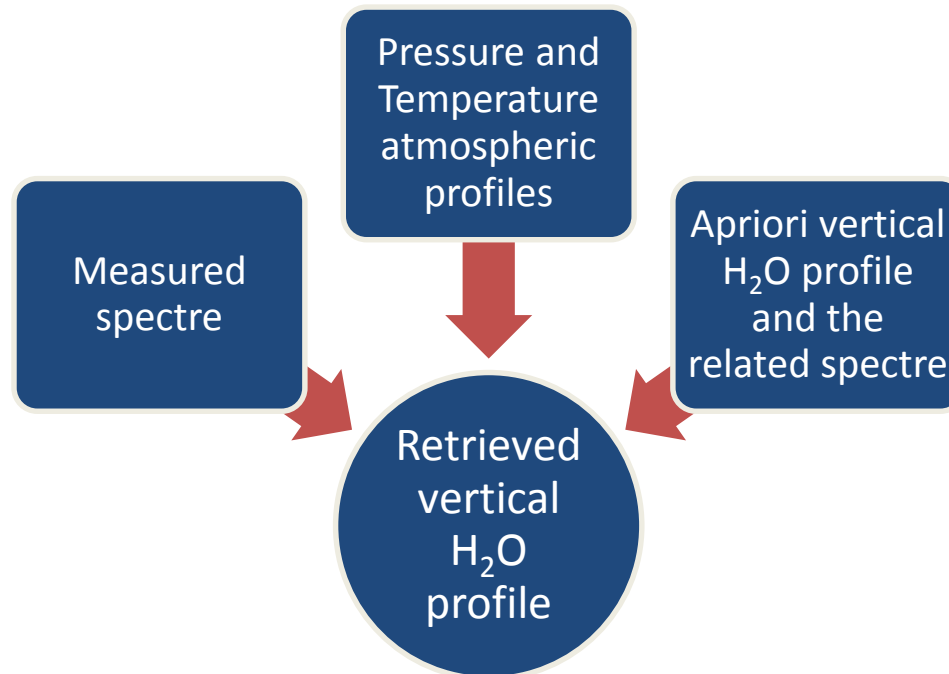 Pressure and
Temperature
atmospheric
profiles
Measured
spectre
Apriori vertical
H₂O profile
and the
related spectre
Retrieved
vertical
H₂O
profile